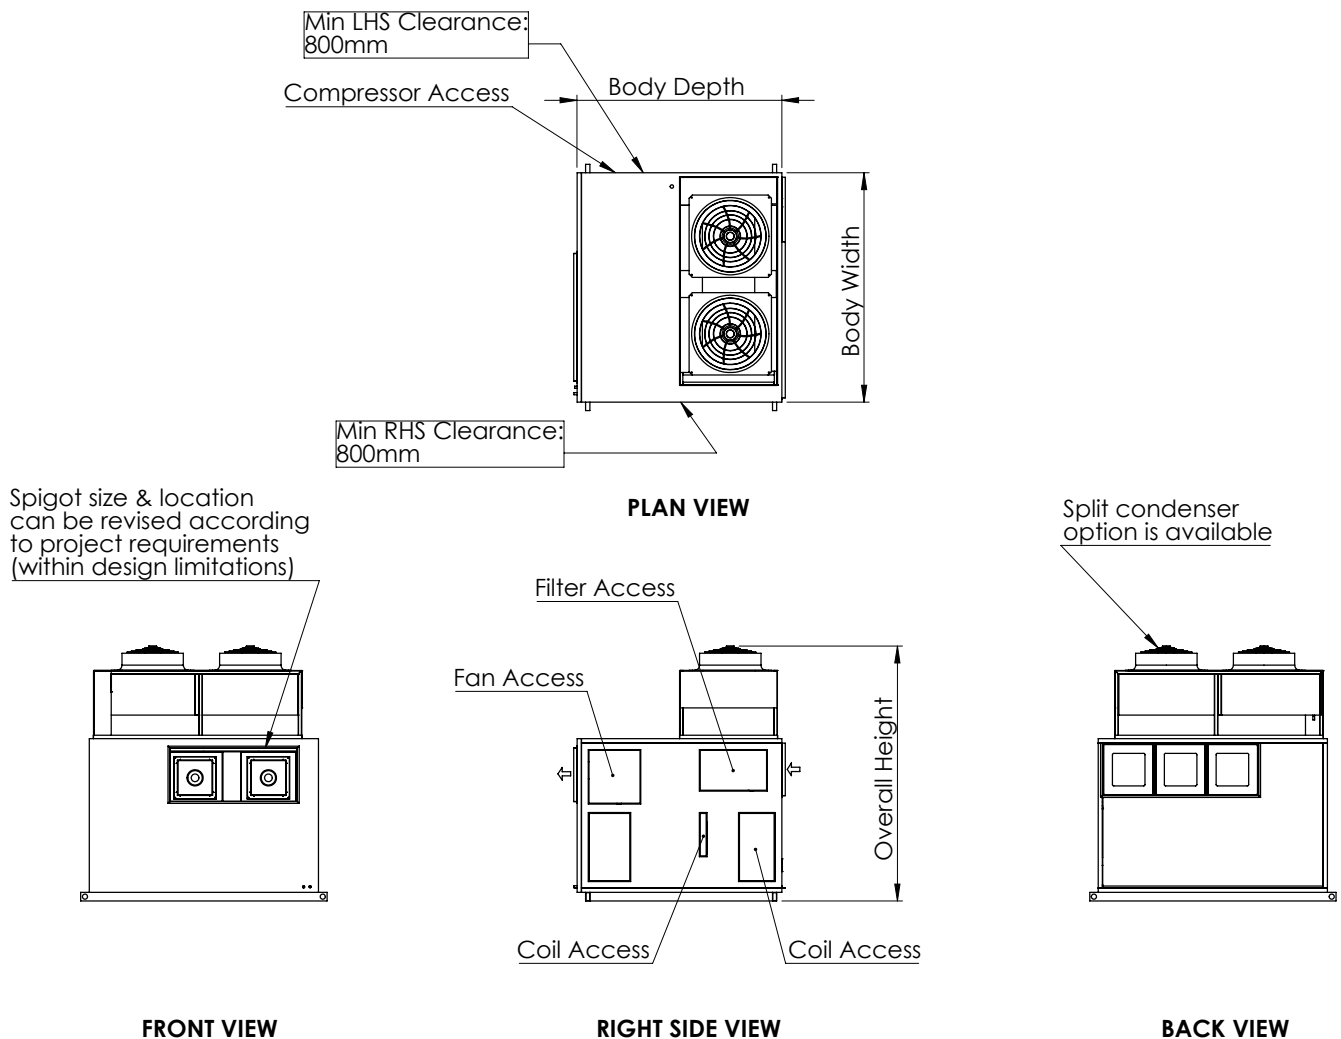 Min LHS Clearance:
800mm
Compressor Access
Body Depth
Body Width
Min RHS Clearance:
800mm
PLAN VIEW
Spigot size & location
can be revised according
to project requirements
(within design limitations)
Split condenser
option is available
Filter Access
Fan Access
Overall Height
Coil Access
Coil Access
FRONT VIEW
RIGHT SIDE VIEW
BACK VIEW